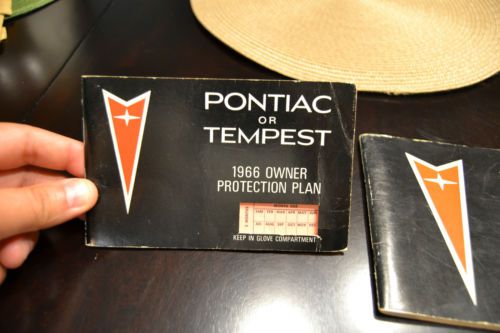 PONTIAC
OR
TEMPEST
1966 OWNER
PROTECTION PLAN
KEEP IN GLOVE COMPARTMENT